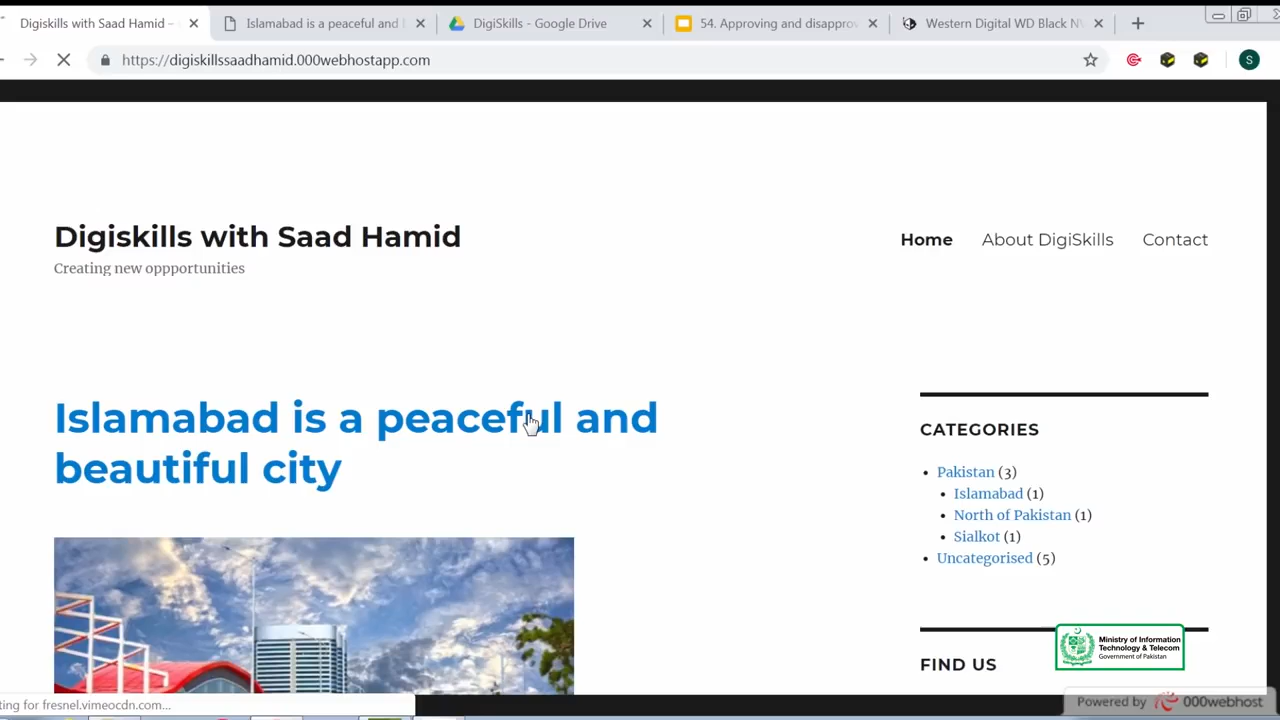 Digiskills with Saad Hamid –
Islamabad is a peaceful and
DigiSkills - Google Drive
54. Approving and disapprov
Western Digital WD Black NV
https://digiskillssaadhamid.000webhostapp.com
S
Digiskills with Saad Hamid
Creating new oppportunities
Home
About DigiSkills
Contact
Islamabad is a peaceful and
beautiful city
CATEGORIES
Pakistan (3)
Islamabad (1)
North of Pakistan (1)
Sialkot (1)
Uncategorised (5)
FIND US
Ministry of Information
Technology & Telecom
Government of Pakistan
ting for fresnel.vimeocdn.com...
Powered by 000webhost